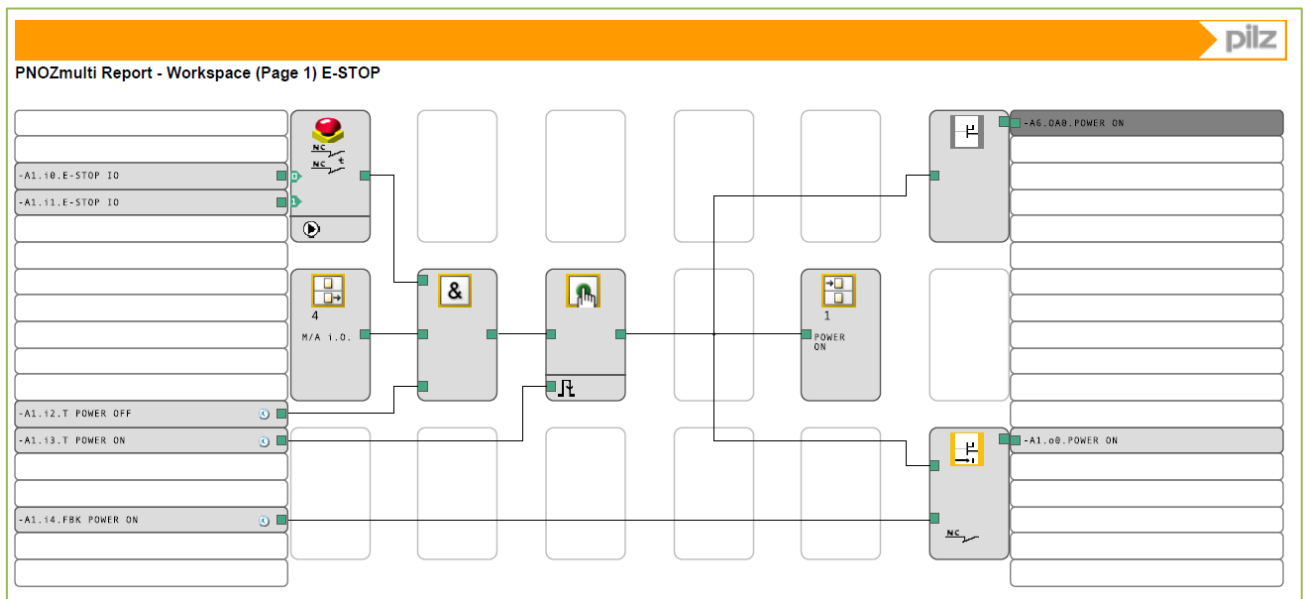 pilz
PNOZmulti Report - Workspace (Page 1) E-STOP
-A6.OA0.POWER ON
NC
NC t
-A1.i0.E-STOP IO
0
-A1.i1.E-STOP IO
1
4
M/A i.O.
&
1
POWER
ON
-A1.i2.T POWER OFF
-A1.i3.T POWER ON
-A1.o0.POWER ON
-A1.i4.FBK POWER ON
NC